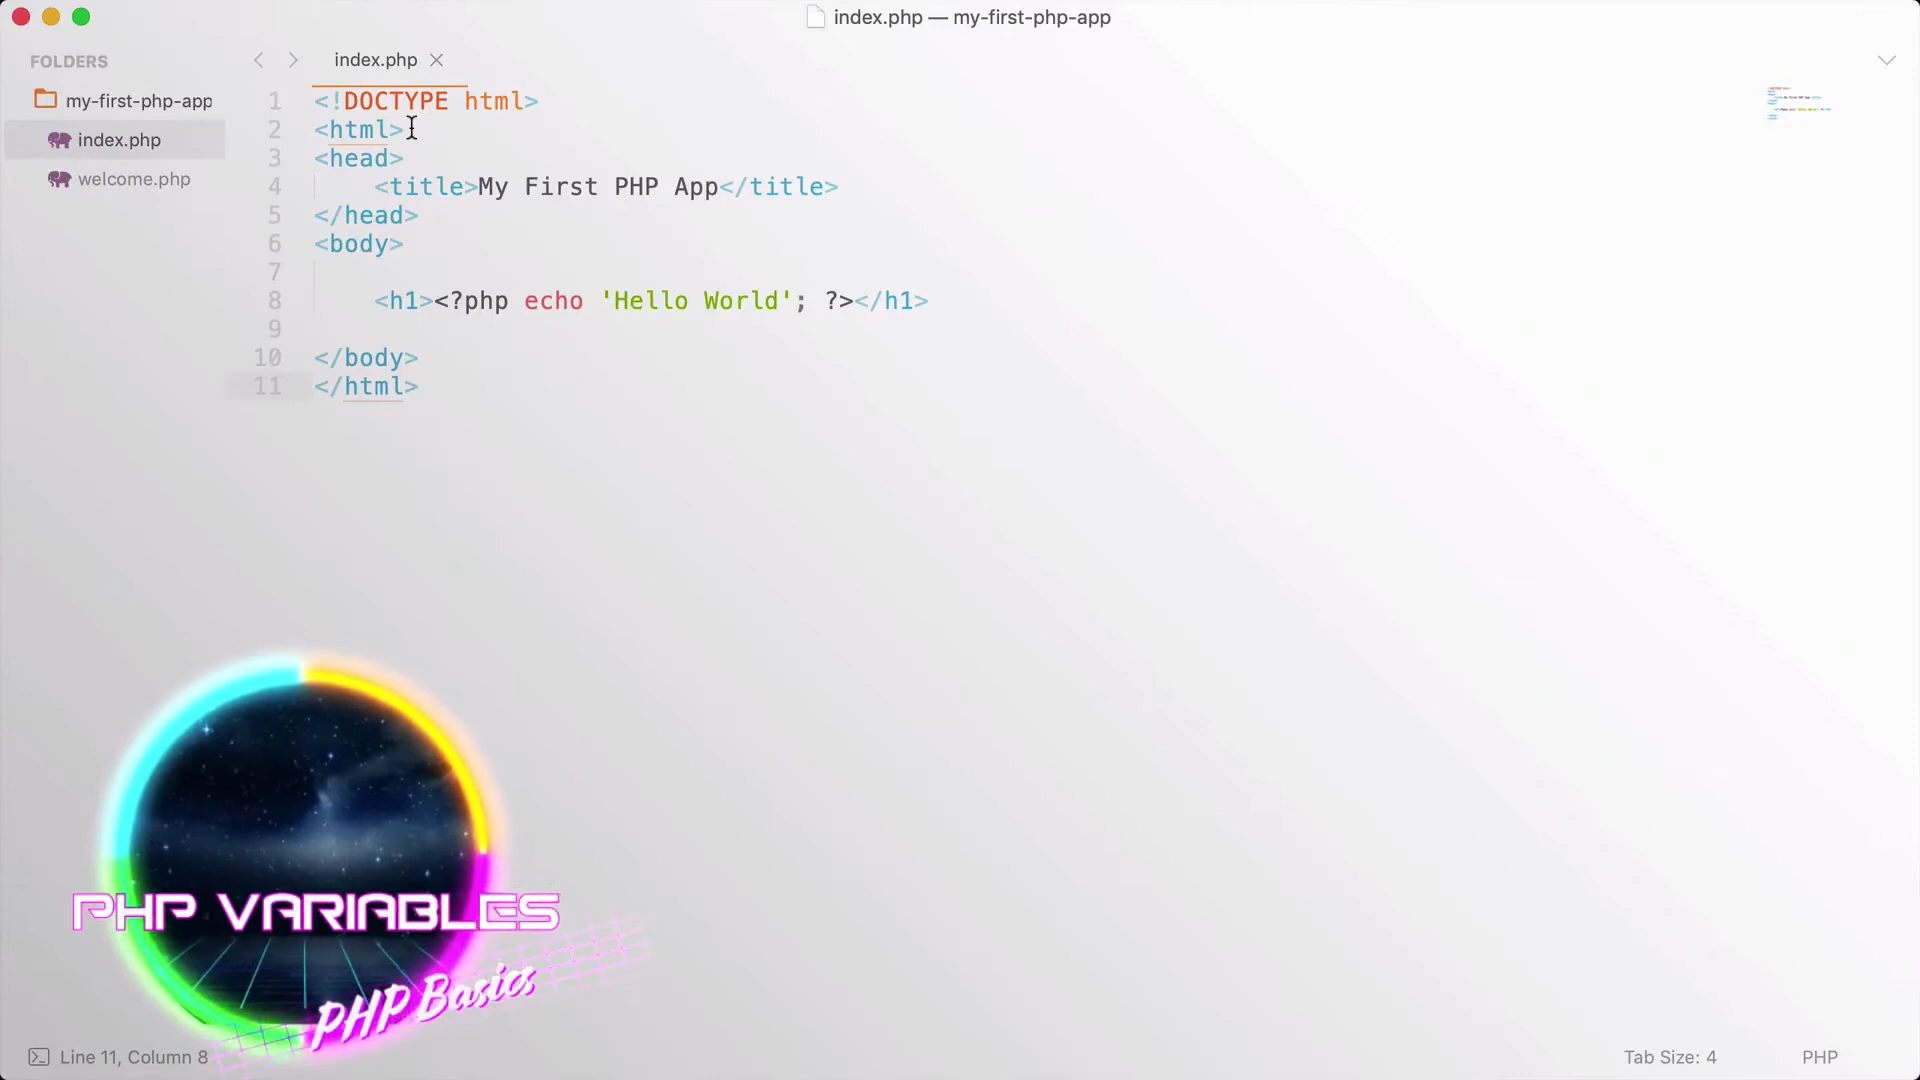 index.php — my-first-php-app
FOLDERS
my-first-php-app
index.php
welcome.php
index.php
1 <!DOCTYPE html>
2 <html>
3 <head>
4 <title>My First PHP App</title>
5 </head>
6 <body>
7
8 <h1><?php echo 'Hello World'; ?></h1>
9
10 </body>
11 </html>
PHP VARIABLES
PHP Basics
Line 11, Column 8
Tab Size: 4
PHP